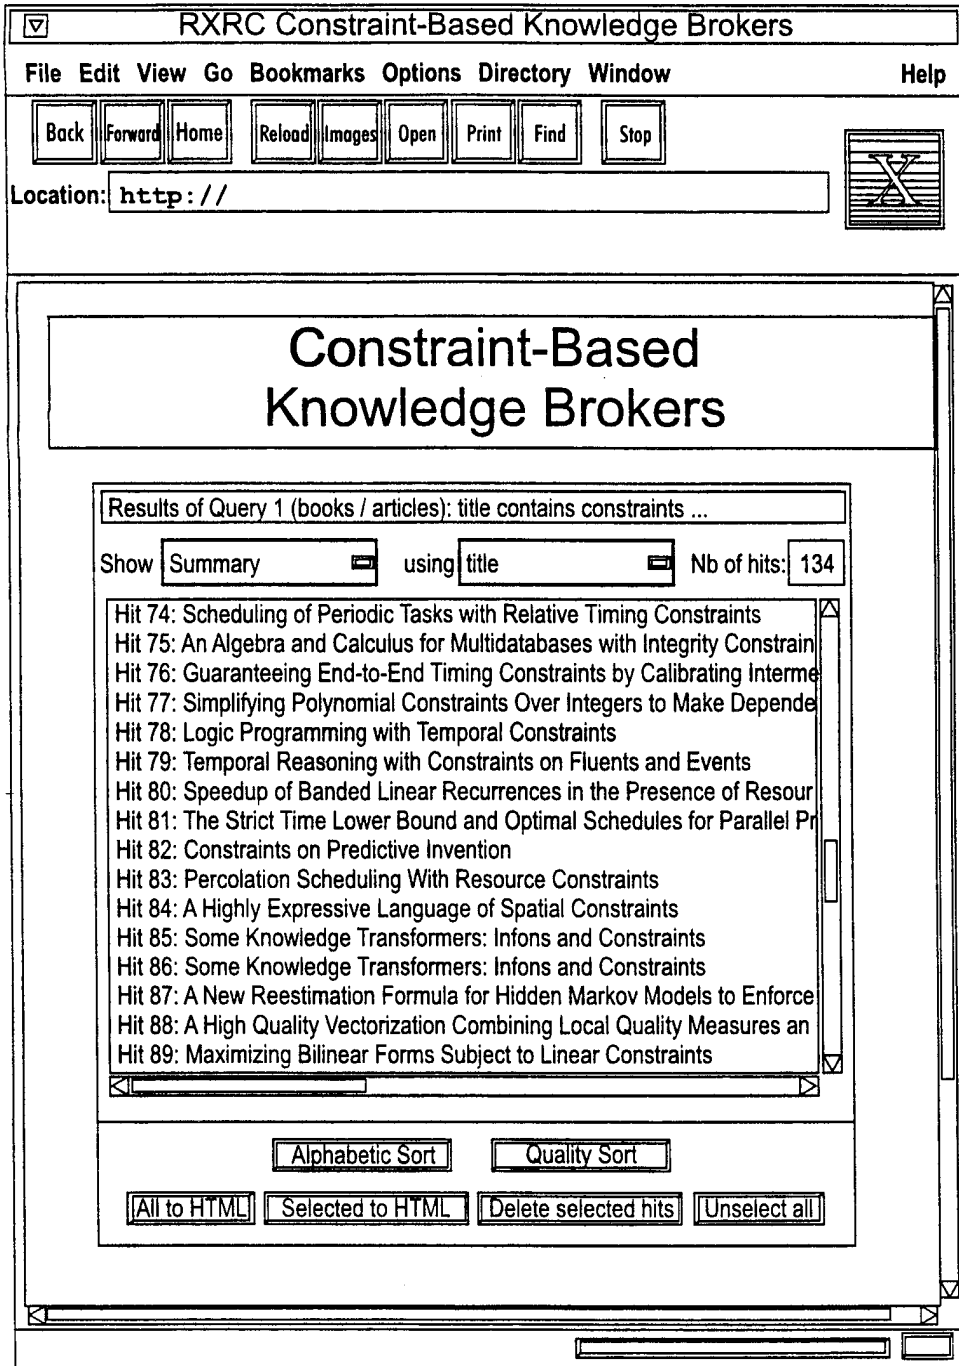 RXRC Constraint-Based Knowledge Brokers
File Edit View Go Bookmarks Options Directory Window Help
Back Forward Home Reload Images Open Print Find Stop
X
Location: http://
Constraint-Based
Knowledge Brokers
Results of Query 1 (books / articles): title contains constraints ...
Show Summary using title Nb of hits: 134
Hit 74: Scheduling of Periodic Tasks with Relative Timing Constraints
Hit 75: An Algebra and Calculus for Multidatabases with Integrity Constrain
Hit 76: Guaranteeing End-to-End Timing Constraints by Calibrating Interme
Hit 77: Simplifying Polynomial Constraints Over Integers to Make Depende
Hit 78: Logic Programming with Temporal Constraints
Hit 79: Temporal Reasoning with Constraints on Fluents and Events
Hit 80: Speedup of Banded Linear Recurrences in the Presence of Resour
Hit 81: The Strict Time Lower Bound and Optimal Schedules for Parallel Pr
Hit 82: Constraints on Predictive Invention
Hit 83: Percolation Scheduling With Resource Constraints
Hit 84: A Highly Expressive Language of Spatial Constraints
Hit 85: Some Knowledge Transformers: Infons and Constraints
Hit 86: Some Knowledge Transformers: Infons and Constraints
Hit 87: A New Reestimation Formula for Hidden Markov Models to Enforce
Hit 88: A High Quality Vectorization Combining Local Quality Measures an
Hit 89: Maximizing Bilinear Forms Subject to Linear Constraints
Alphabetic Sort Quality Sort
All to HTML Selected to HTML Delete selected hits Unselect all